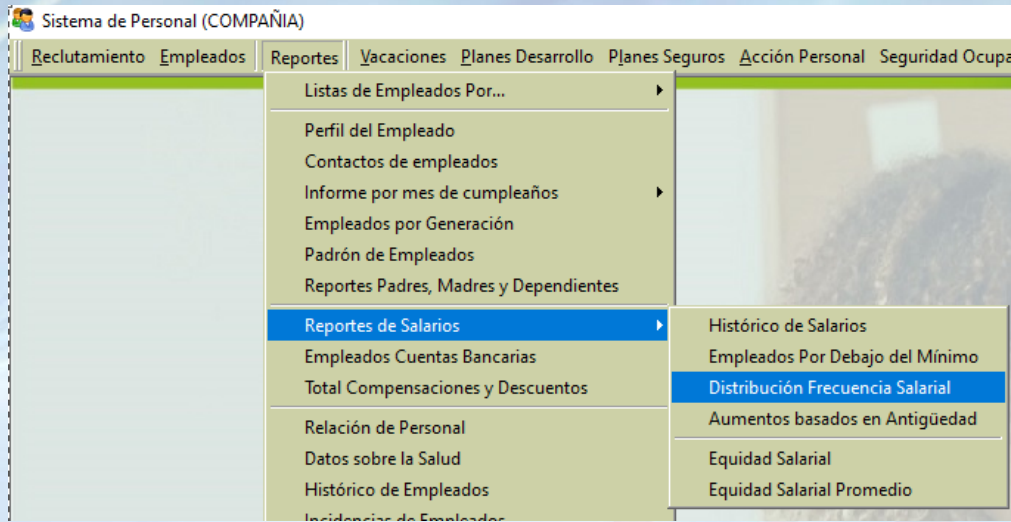 Sistema de Personal (COMPAÑIA)
Reclutamiento Empleados Reportes Vacaciones Planes Desarrollo Planes Seguros Acción Personal Seguridad Ocupa
Listas de Empleados Por...
Perfil del Empleado
Contactos de empleados
Informe por mes de cumpleaños
Empleados por Generación
Padrón de Empleados
Reportes Padres, Madres y Dependientes
Reportes de Salarios
Empleados Cuentas Bancarias
Total Compensaciones y Descuentos
Relación de Personal
Datos sobre la Salud
Histórico de Empleados
Incidencias de Empleados
Histórico de Salarios
Empleados Por Debajo del Mínimo
Distribución Frecuencia Salarial
Aumentos basados en Antigüedad
Equidad Salarial
Equidad Salarial Promedio